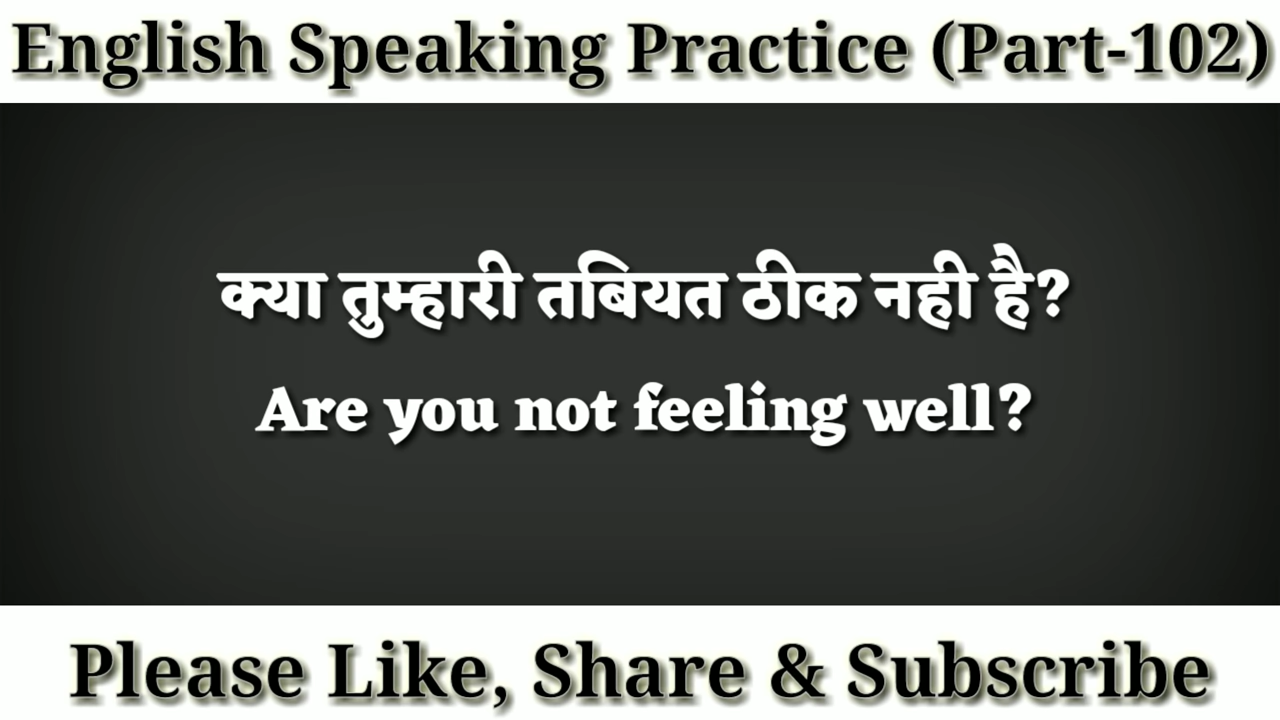 English Speaking Practice (Part-102)
क्या तुम्हारी तबियत ठीक नही है?
Are you not feeling well?
Please Like, Share & Subscribe